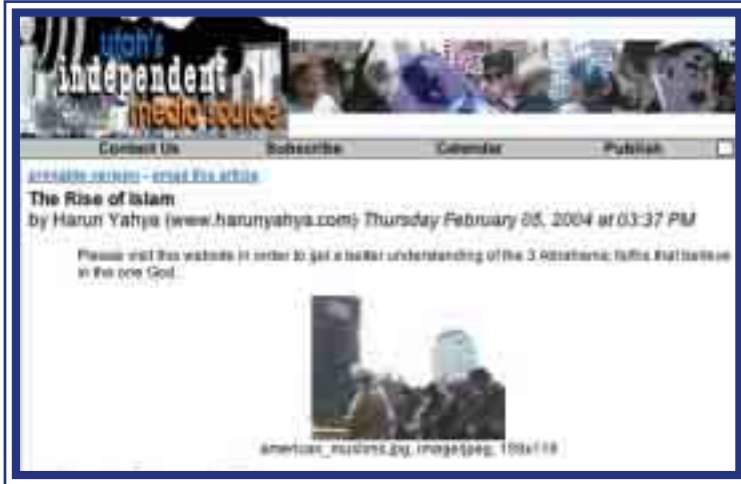 utah's
independent
media source
Contact Us Subscribe Calendar Publish
printable version - email this article
The Rise of Islam
by Harun Yahya (www.harunyahya.com) Thursday February 05, 2004 at 03:37 PM
Please visit this website in order to get a better understanding of the 3 Abrahamic faiths that believe
in the one God.
american_muslims.jpg, image/jpeg, 159x119